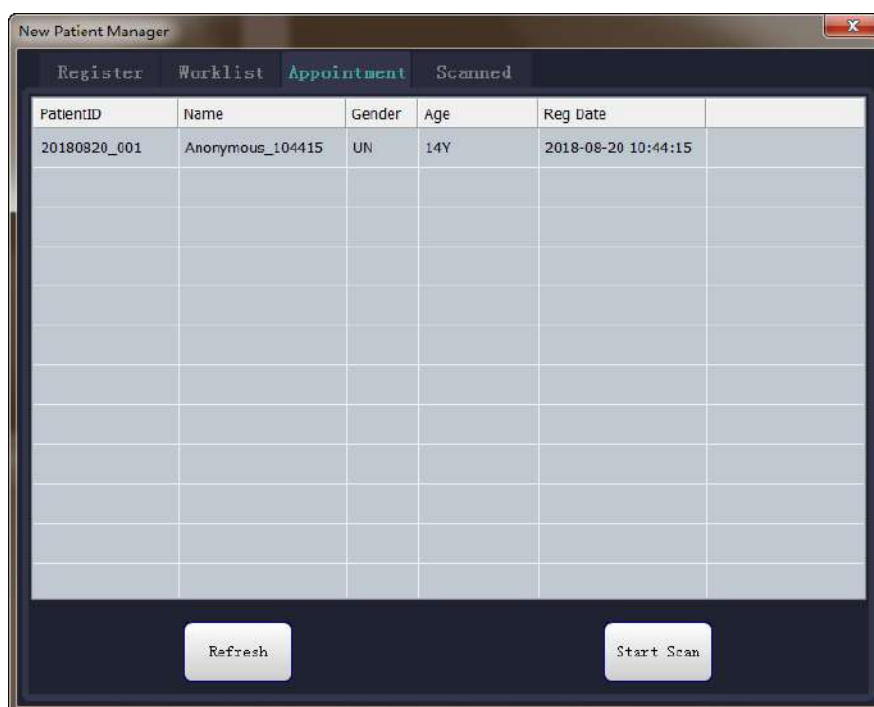 New Patient Manager
Register Worklist Appointment Scanned
PatientID Name Gender Age Reg Date
20180820_001 Anonymous_104415 UN 14Y 2018-08-20 10:44:15
Refresh Start Scan